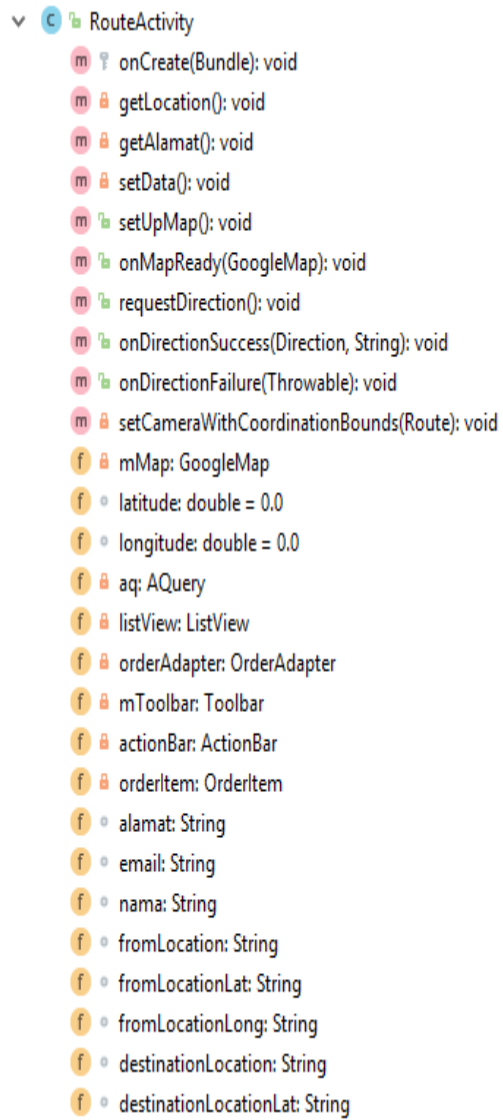 RouteActivity
onCreate(Bundle): void
getLocation(): void
getAlamat(): void
setData(): void
setUpMap(): void
onMapReady(GoogleMap): void
requestDirection(): void
onDirectionSuccess(Direction, String): void
onDirectionFailure(Throwable): void
setCameraWithCoordinationBounds(Route): void
mMap: GoogleMap
latitude: double = 0.0
longitude: double = 0.0
aq: AQuery
listView: ListView
orderAdapter: OrderAdapter
mToolbar: Toolbar
actionBar: ActionBar
orderItem: OrderItem
alamat: String
email: String
nama: String
fromLocation: String
fromLocationLat: String
fromLocationLong: String
destinationLocation: String
destinationLocationLat: String